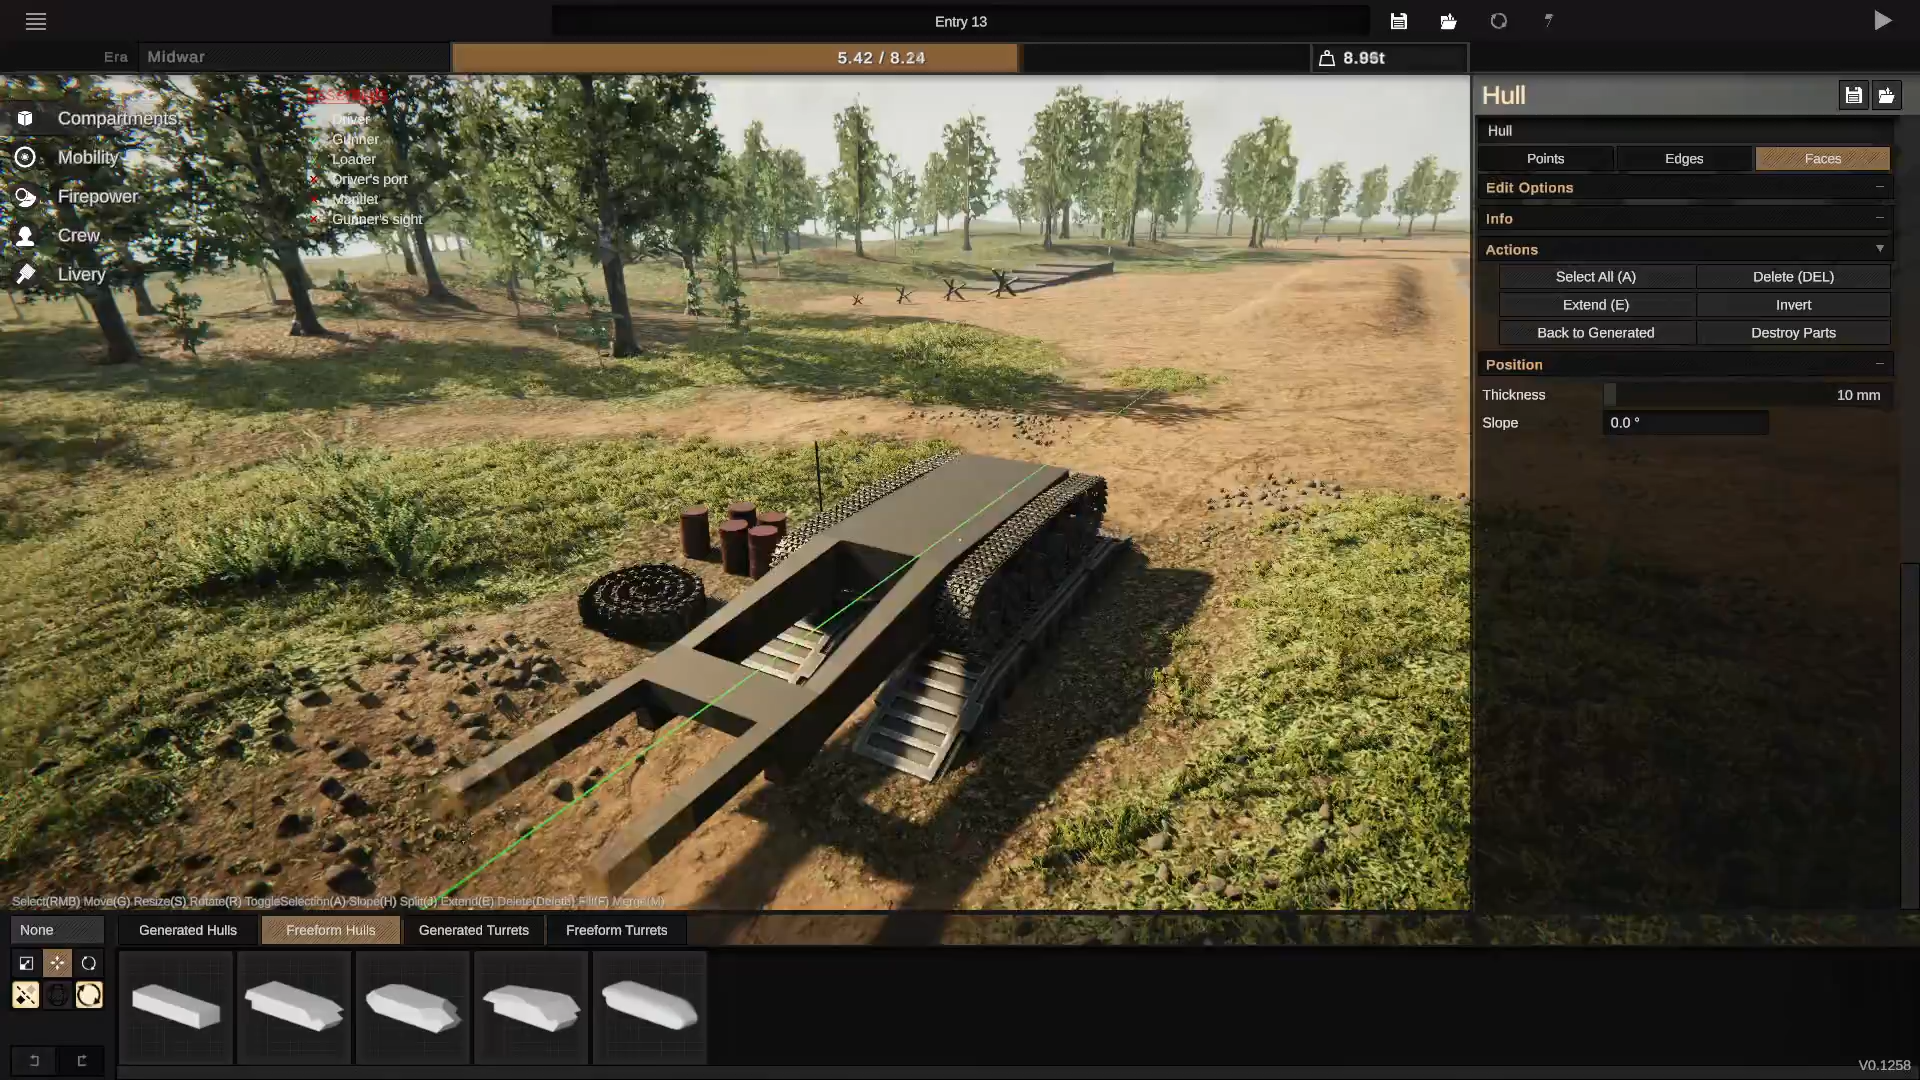 Entry 13
Era
Midwar
5.42 / 8.24
Essentials
Driver
Gunner
Loader
Driver's port
Mantlet
Gunner's sight
Compartments
Mobility
Firepower
Crew
Livery
Hull
Hull
Points
Edges
Faces
Edit Options
Info
Actions
Select All (A)
Delete (DEL)
Extend (E)
Invert
Back to Generated
Destroy Parts
Position
Thickness
10 mm
Slope
0.0 °
Select(RMB) Move(G) Resize(S) Rotate(R) ToggleSelection(A) Slope(H) Split(J) Extend(E) Delete(Delete) Fill(F) Merge(M)
None
Generated Hulls
Freeform Hulls
Generated Turrets
Freeform Turrets
V0.1258